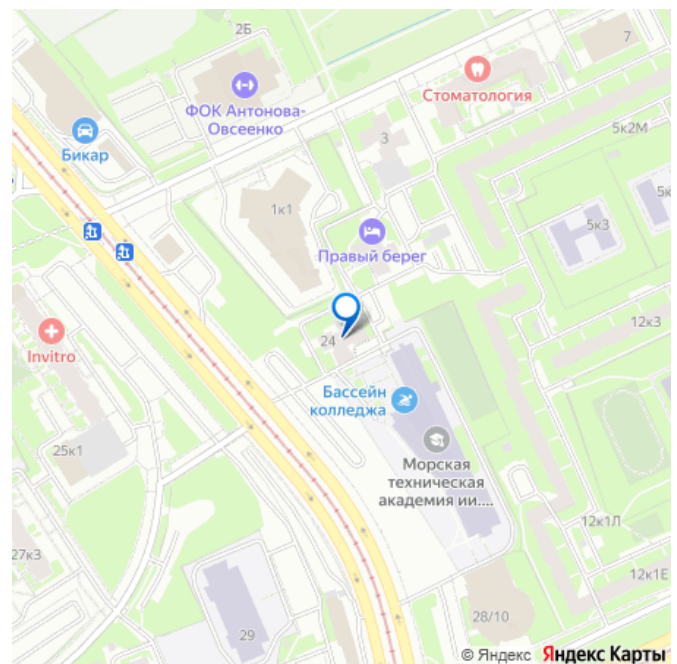 2Б
7
ФОК Антонова-
Овсеенко
Стоматология
Бикар
3
5к2М
1к1
5к
5к3
Правый берег
Invitro
24
12к3
Бассейн
колледжа
25к1
Морская
техническая
академия ии....
12к1Л
27к3
12к1Е
28/10
29
© Яндекс Яндекс Карты